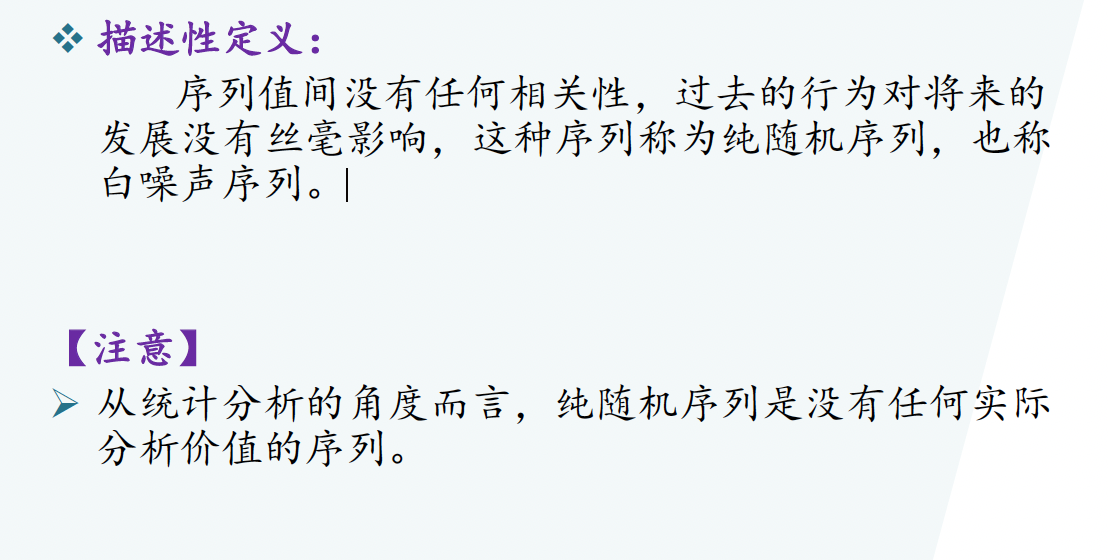 描述性定义：
序列值间没有任何相关性，过去的行为对将来的
发展没有丝毫影响，这种序列称为纯随机序列，也称
白噪声序列。
【注意】
从统计分析的角度而言，纯随机序列是没有任何实际
分析价值的序列。